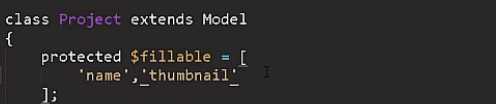 class Project extends Model
{
    protected $fillable = [
        'name','thumbnail'
    ];